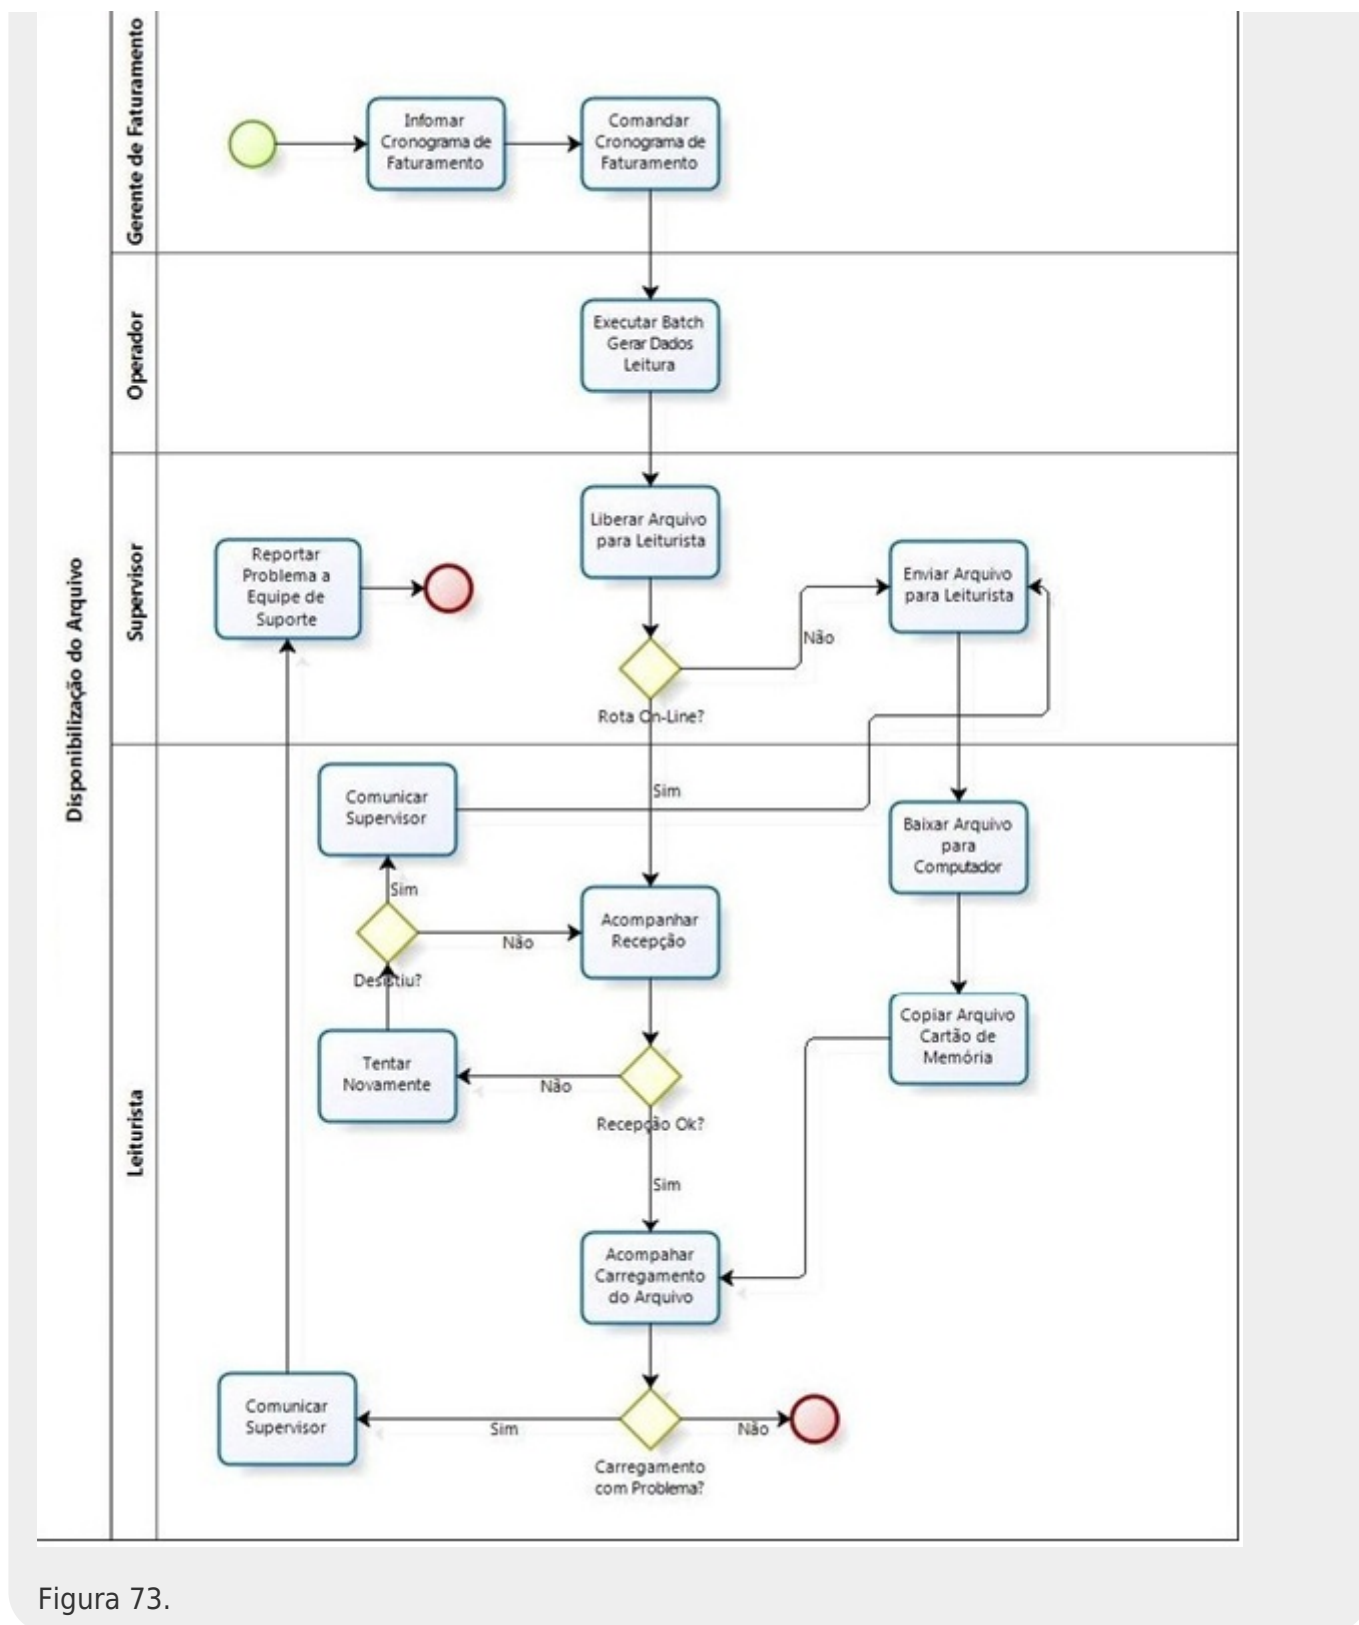 Disponibilização do Arquivo
Gerente de Faturamento
Infomar
Cronograma de
Faturamento
Comandar
Cronograma de
Faturamento
Operador
Executar Batch
Gerar Dados
Leitura
Supervisor
Liberar Arquivo
para Leiturista
Reportar
Problema a
Equipe de
Suporte
Enviar Arquivo
para Leiturista
Não
Rota On-Line?
Leiturista
Sim
Comunicar
Supervisor
Baixar Arquivo
para
Computador
Sim
Acompanhar
Recepção
Não
Desistiu?
Copiar Arquivo
Cartão de
Memória
Tentar
Novamente
Não
Recepção Ok?
Sim
Acompahar
Carregamento
do Arquivo
Comunicar
Supervisor
Sim
Não
Carregamento
com Problema?
Figura 73.